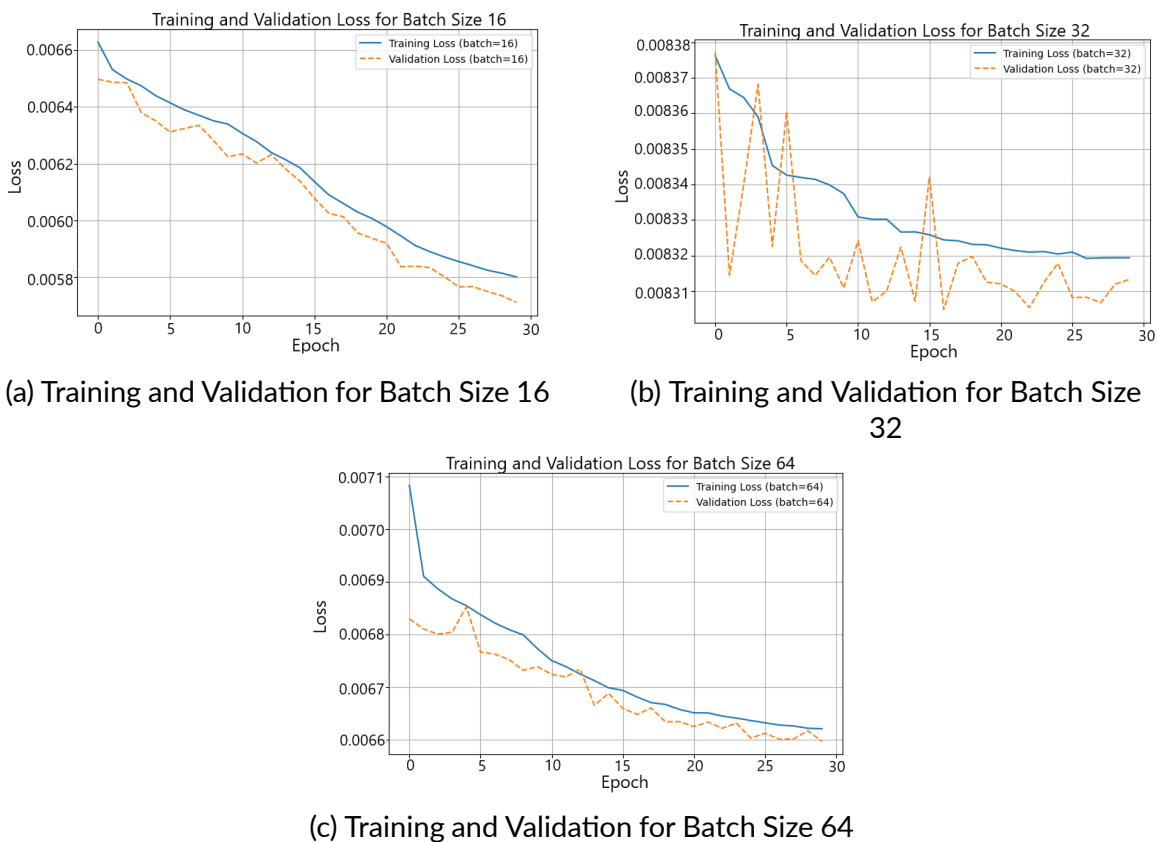 Training and Validation Loss for Batch Size 16
Training Loss (batch=16)
Validation Loss (batch=16)
0.0066
0.0064
0.0062
0.0060
0.0058
Loss
0 5 10 15 20 25 30
Epoch
(a) Training and Validation for Batch Size 16
Training and Validation Loss for Batch Size 32
Training Loss (batch=32)
Validation Loss (batch=32)
0.00838
0.00837
0.00836
0.00835
0.00834
0.00833
0.00832
0.00831
Loss
0 5 10 15 20 25 30
Epoch
(b) Training and Validation for Batch Size
32
Training and Validation Loss for Batch Size 64
Training Loss (batch=64)
Validation Loss (batch=64)
0.0071
0.0070
0.0069
0.0068
0.0067
0.0066
Loss
0 5 10 15 20 25 30
Epoch
(c) Training and Validation for Batch Size 64